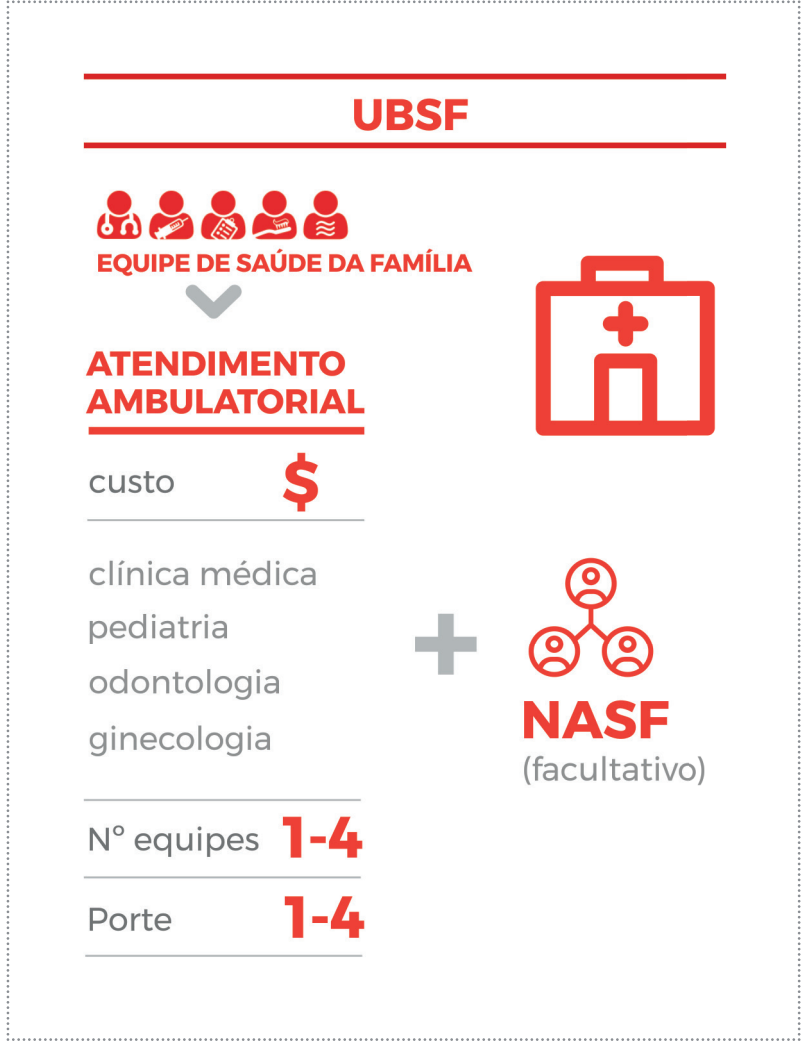 UBSF
EQUIPE DE SAÚDE DA FAMÍLIA
ATENDIMENTO
AMBULATORIAL
custo $
clínica médica
pediatria
odontologia
ginecologia
Nº equipes 1-4
Porte 1-4
NASF
(facultativo)